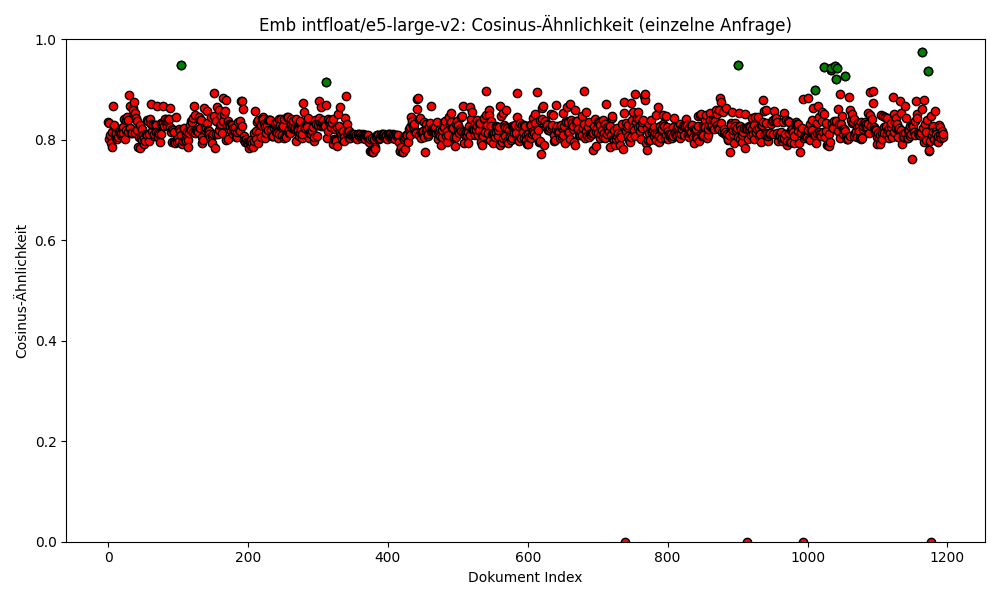 Emb intfloat/e5-large-v2: Cosinus-Ähnlichkeit (einzelne Anfrage)
1.0
0.8
0.6
0.4
0.2
0.0
Cosinus-Ähnlichkeit
0 200 400 600 800 1000 1200
Dokument Index